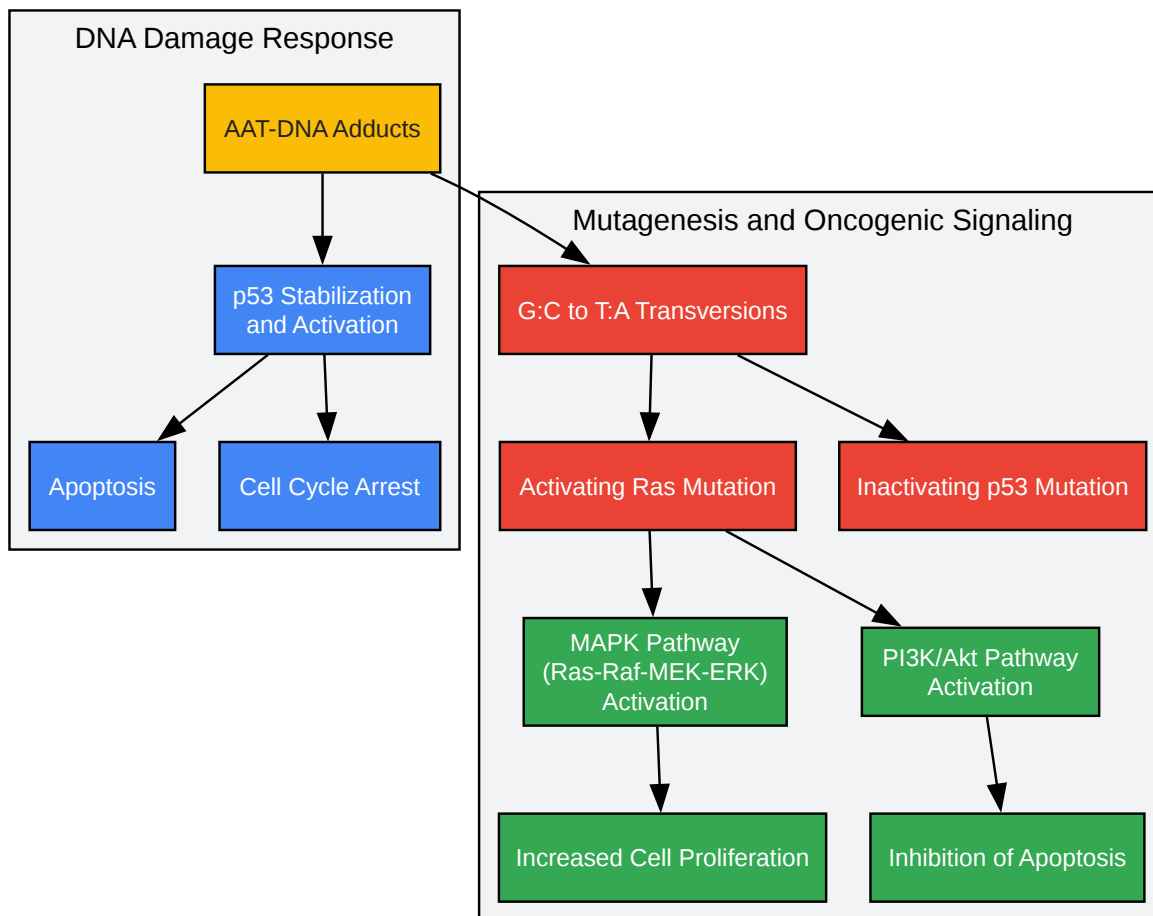 DNA Damage Response
AAT-DNA Adducts
p53 Stabilization
and Activation
Apoptosis
Cell Cycle Arrest
Mutagenesis and Oncogenic Signaling
G:C to T:A Transversions
Activating Ras Mutation
Inactivating p53 Mutation
MAPK Pathway
(Ras-Raf-MEK-ERK)
Activation
PI3K/Akt Pathway
Activation
Increased Cell Proliferation
Inhibition of Apoptosis